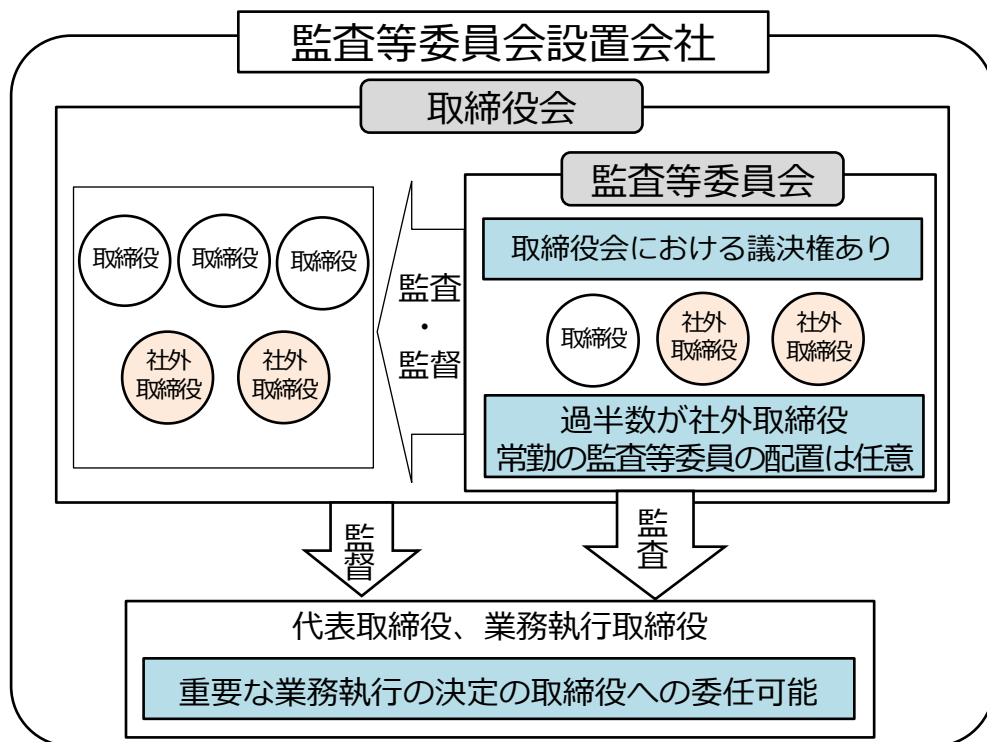 監査等委員会設置会社
取締役会
監査等委員会
取締役会における議決権あり
取締役
取締役
取締役
社外
取締役
社外
取締役
監査
・
監督
取締役
社外
取締役
社外
取締役
過半数が社外取締役
常勤の監査等委員の配置は任意
監督
監査
代表取締役、業務執行取締役
重要な業務執行の決定の取締役への委任可能